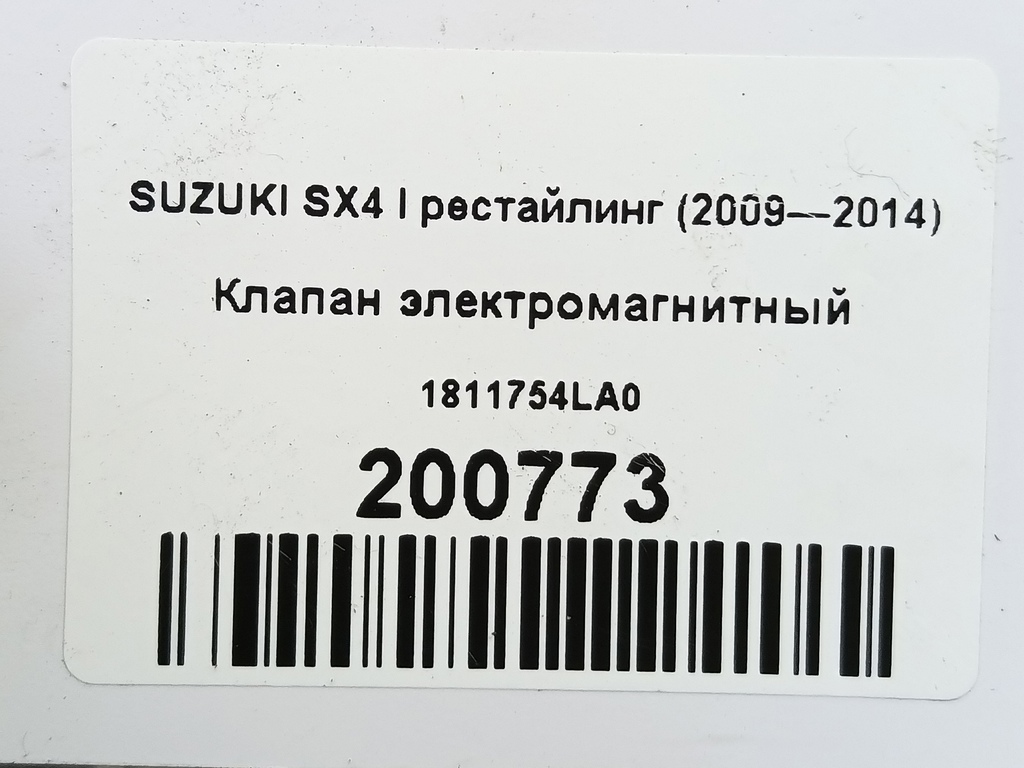 SUZUKI SX4 I рестайлинг (2009—2014)
Клапан электромагнитный
1811754LA0
200773